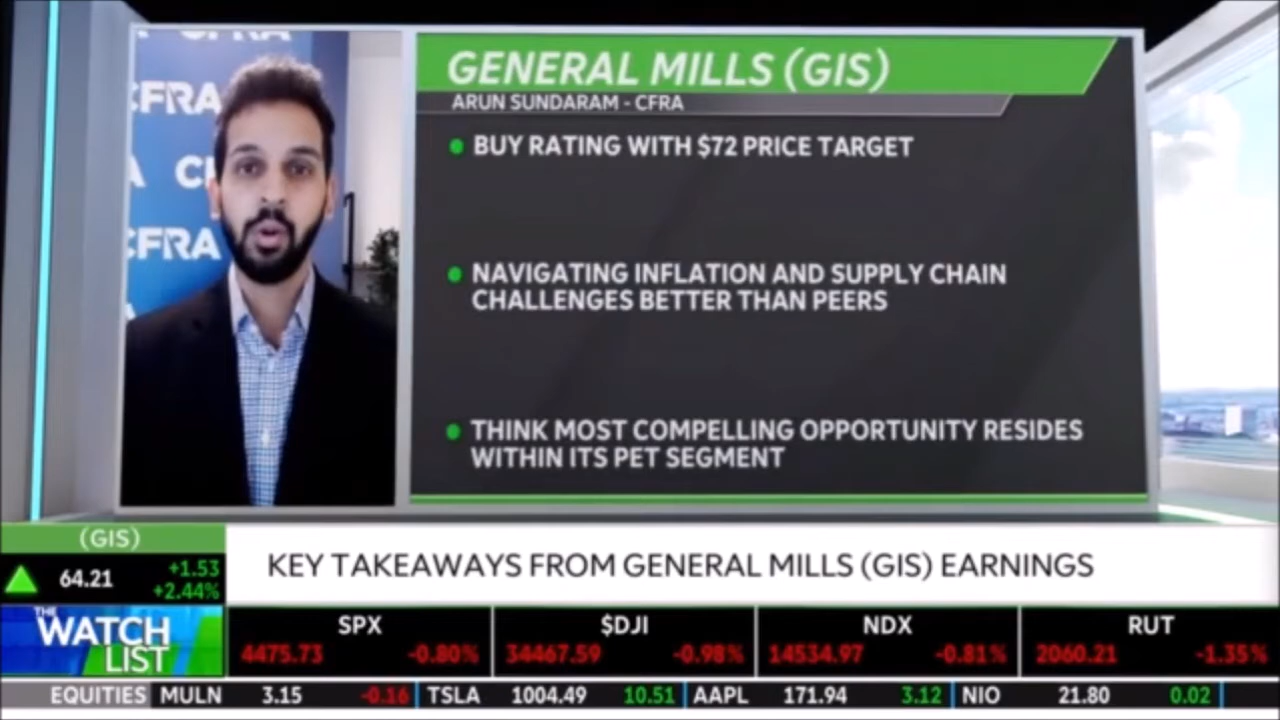 CFRA
CFRA
GENERAL MILLS (GIS)
ARUN SUNDARAM - CFRA
BUY RATING WITH $72 PRICE TARGET
NAVIGATING INFLATION AND SUPPLY CHAIN
CHALLENGES BETTER THAN PEERS
THINK MOST COMPELLING OPPORTUNITY RESIDES
WITHIN ITS PET SEGMENT
(GIS)
64.21
+1.53
+2.44%
KEY TAKEAWAYS FROM GENERAL MILLS (GIS) EARNINGS
THE
WATCH
LIST
SPX
4475.73 -0.80%
$DJI
34467.59 -0.98%
NDX
14534.97 -0.81%
RUT
2060.21 -1.35%
EQUITIES MULN 3.15 -0.16 TSLA 1004.49 10.51 AAPL 171.94 3.12 NIO 21.80 0.02